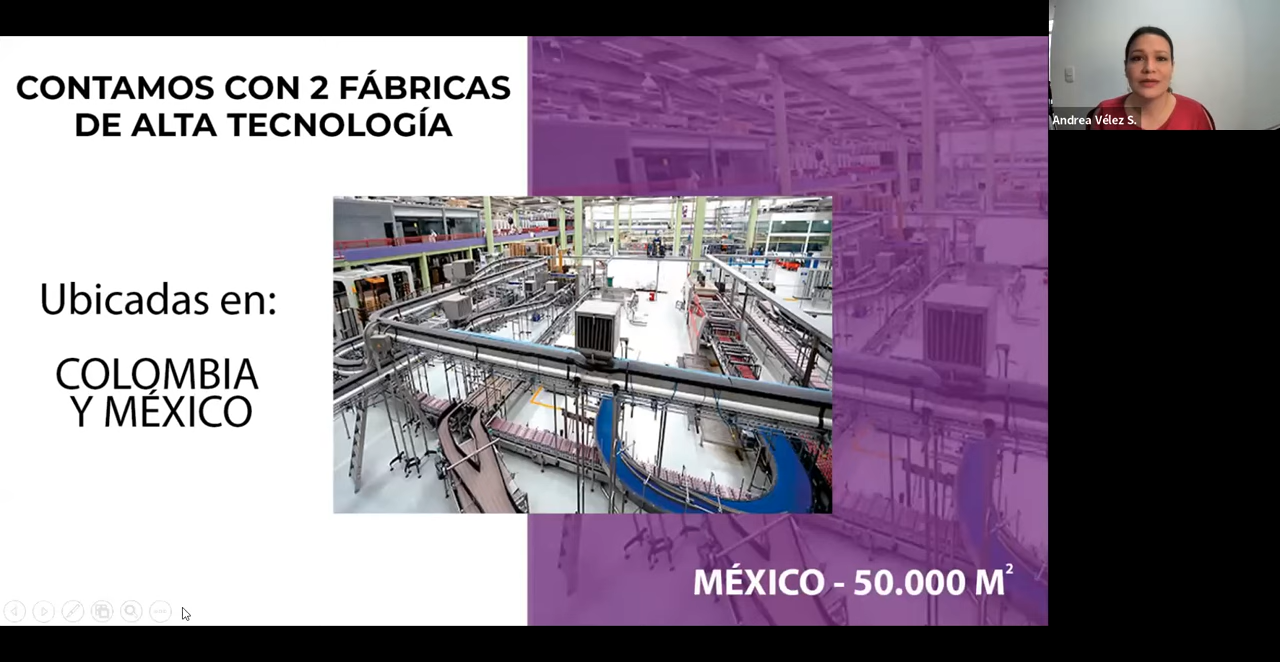 CONTAMOS CON 2 FÁBRICAS
DE ALTA TECNOLOGÍA
Andrea Vélez S.
Ubicadas en:
COLOMBIA
Y MÉXICO
MÉXICO - 50.000 M²